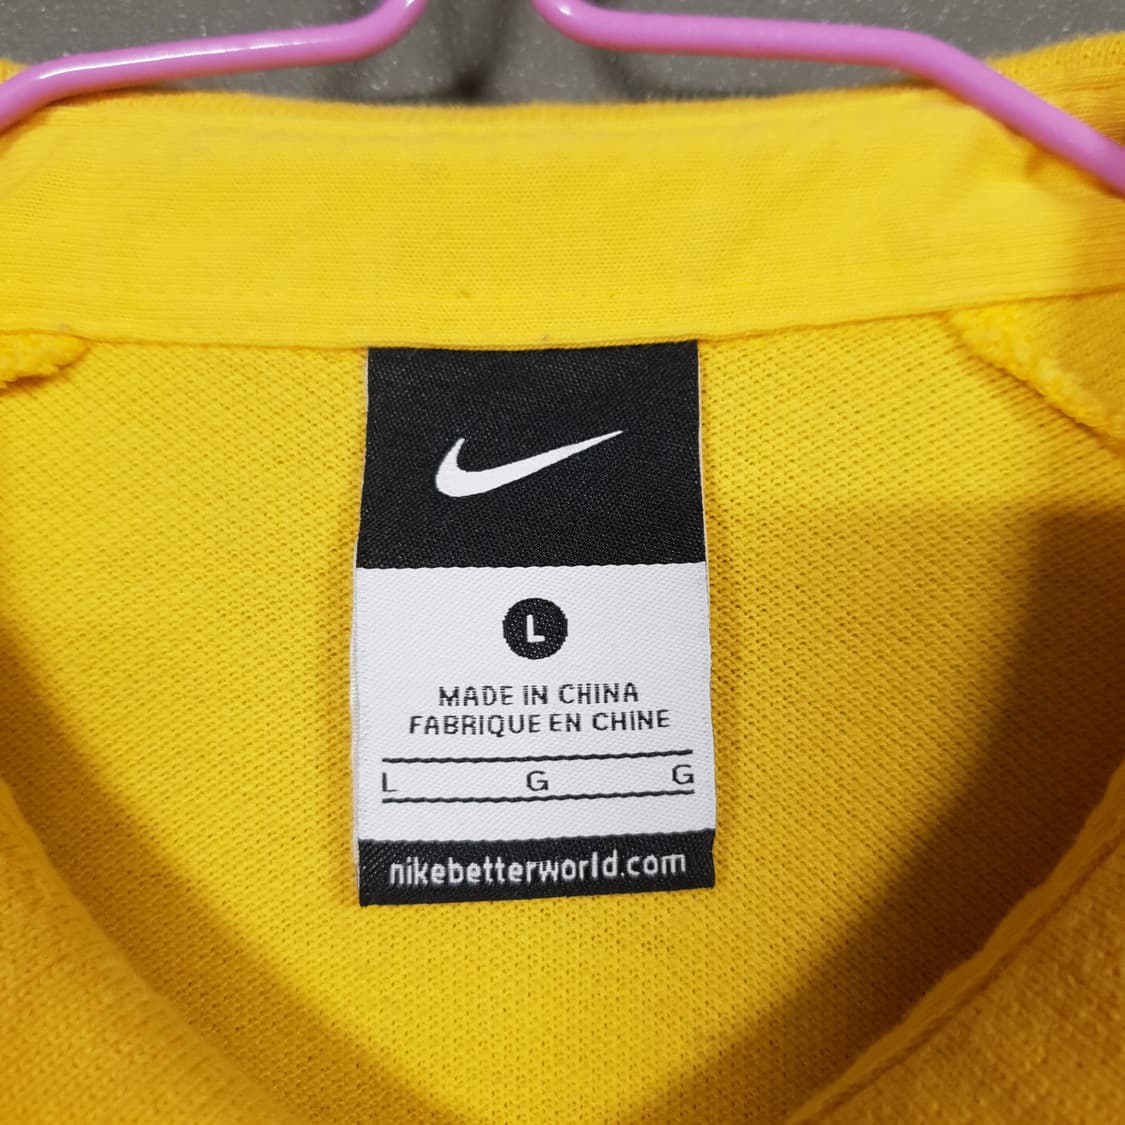 L
MADE IN CHINA
FABRIQUE EN CHINE
L G G
nikebetterworld.com